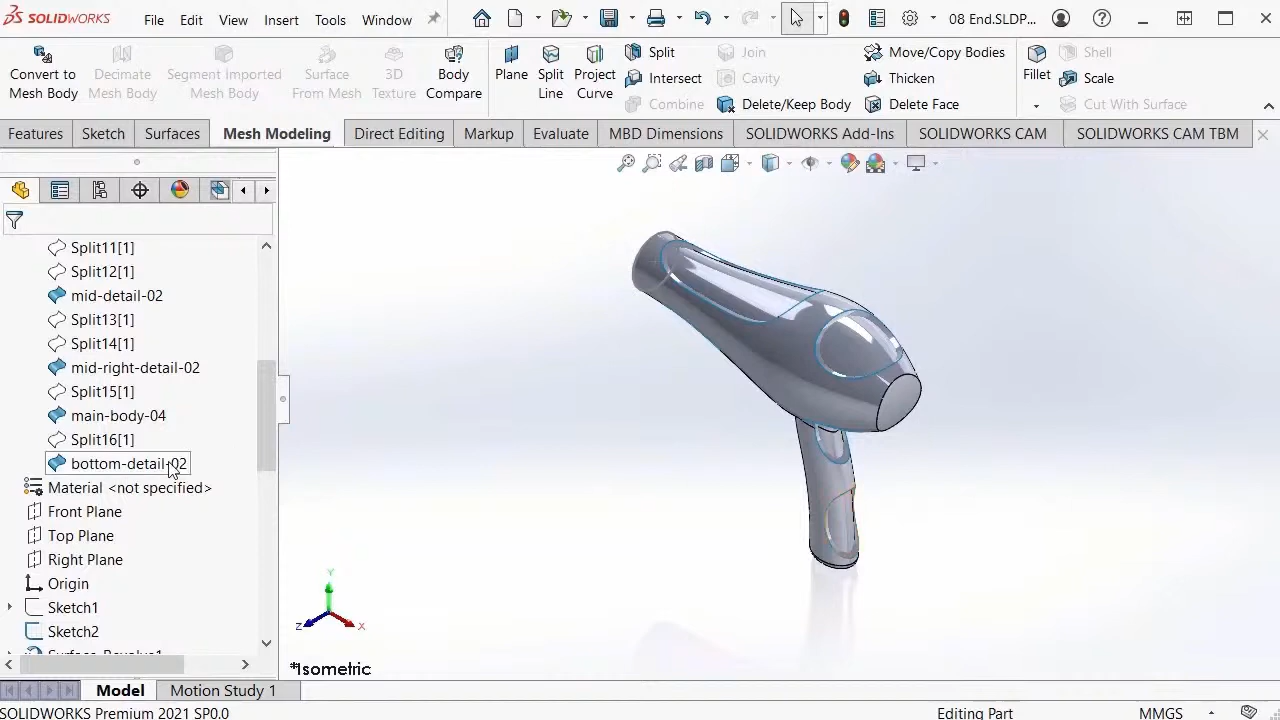 SOLIDWORKS File Edit View Insert Tools Window 08 End.SLDP...
Convert to Mesh Body
Decimate Mesh Body
Segment Imported Mesh Body
Surface From Mesh
3D Texture
Body Compare
Plane
Split Line
Project Curve
Split
Intersect
Combine
Join
Cavity
Delete/Keep Body
Move/Copy Bodies
Thicken
Delete Face
Fillet
Shell
Scale
Cut With Surface
Features Sketch Surfaces Mesh Modeling Direct Editing Markup Evaluate MBD Dimensions SOLIDWORKS Add-Ins SOLIDWORKS CAM SOLIDWORKS CAM TBM
Split11[1]
Split12[1]
mid-detail-02
Split13[1]
Split14[1]
mid-right-detail-02
Split15[1]
main-body-04
Split16[1]
bottom-detail-02
Material <not specified>
Front Plane
Top Plane
Right Plane
Origin
Sketch1
Sketch2
Surface-Revolve1
Y
Z
X
*Isometric
Model Motion Study 1
SOLIDWORKS Premium 2021 SP0.0 Editing Part MMGS